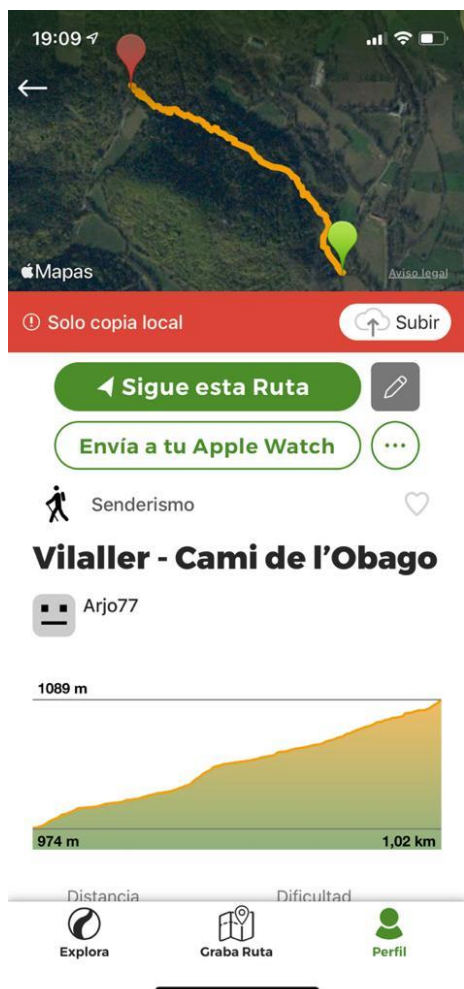 19:09
Mapas
Aviso legal
Solo copia local
Subir
Sigue esta Ruta
Envía a tu Apple Watch
Senderismo
Vilaller - Cami de l’Obago
Arjo77
1089 m
974 m
1,02 km
Distancia
Dificultad
Explora
Graba Ruta
Perfil